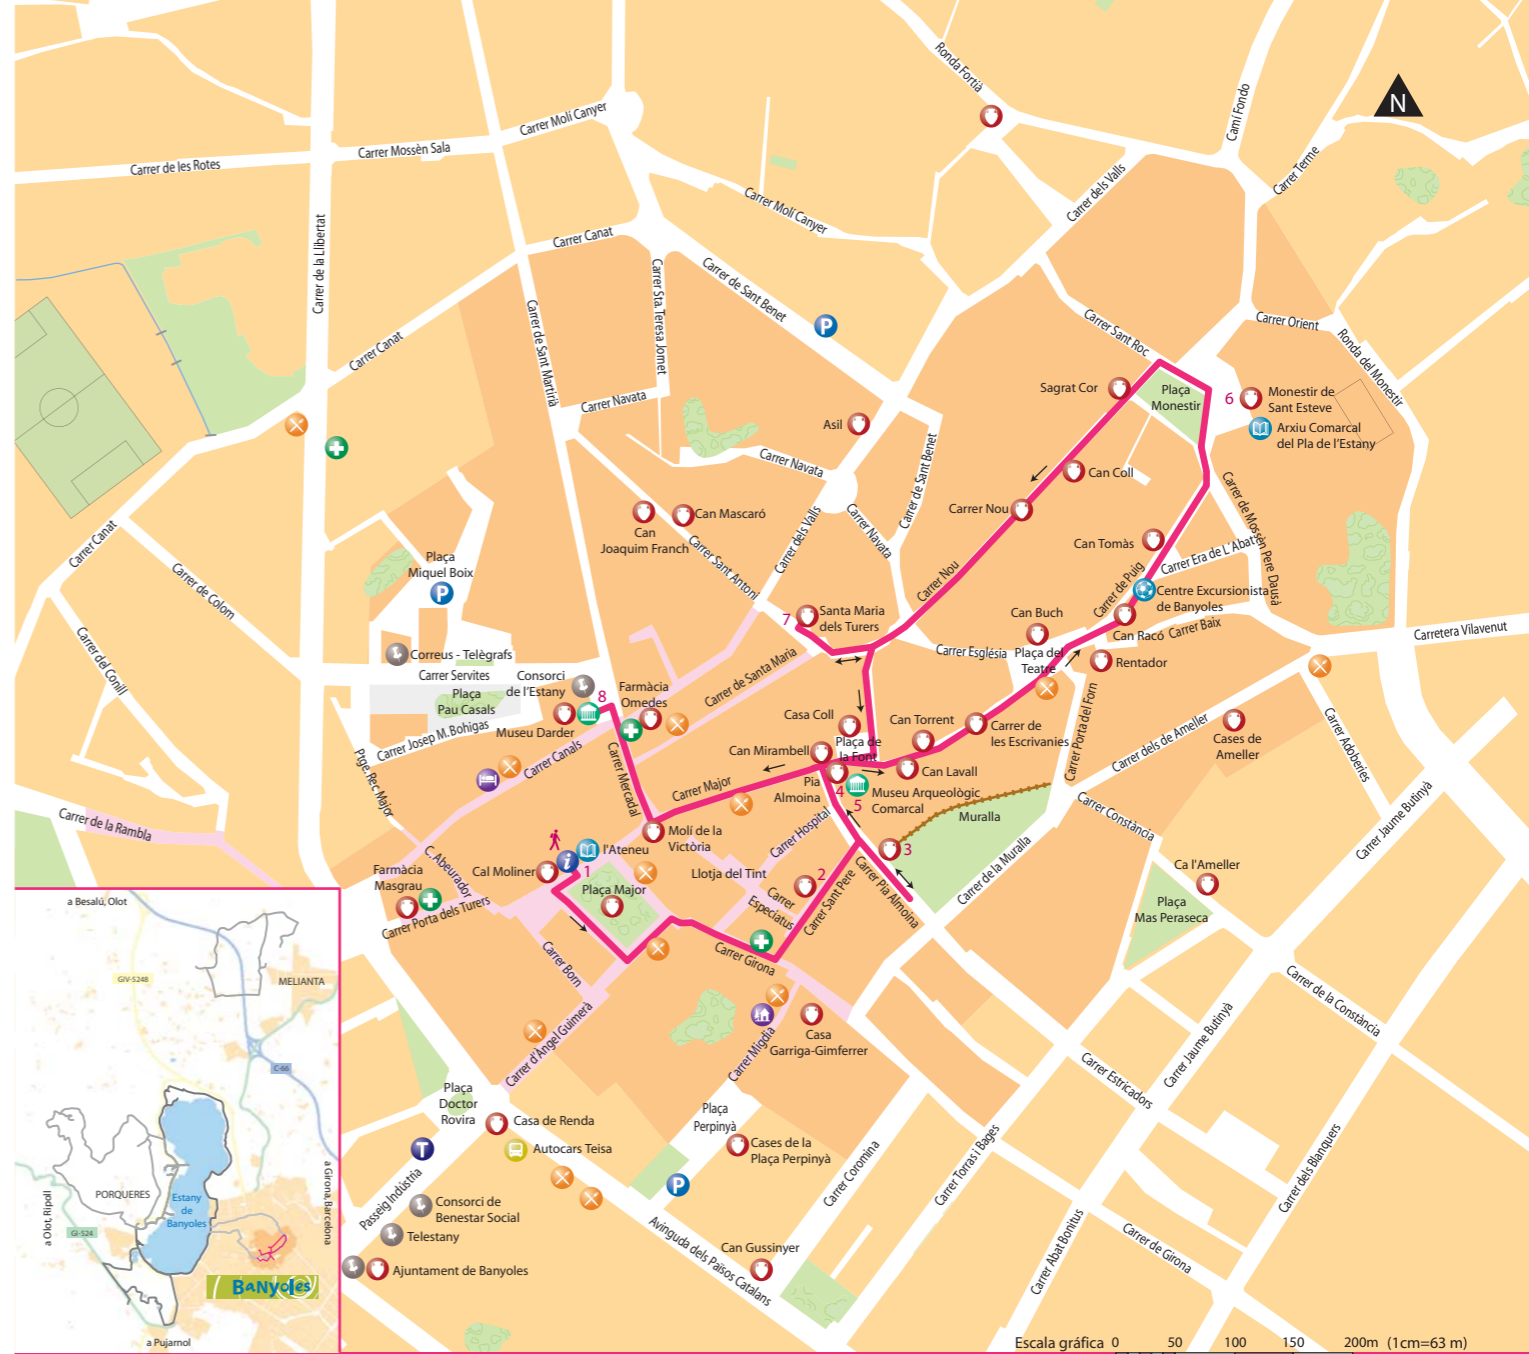 Ronda Fortià
N
Camí Fondo
Carrer Molí Canyer
Carrer Mossèn Sala
Carrer de les Rotes
Carrer Terme
Carrer dels Valls
Carrer Molí Canyer
Carrer de la Llibertat
Carrer Canat
Carrer Sta. Teresa Jornet
Carrer de Sant Benet
P
Carrer de Sant Martirià
Carrer Canat
Carrer Sant Roc
Carrer Orient
Ronda del Monestir
Sagrat Cor
Plaça
Monestir
6
Monestir de
Sant Esteve
Arxiu Comarcal
del Pla de l'Estany
Carrer Navata
Asil
Carrer Navata
Carrer de Sant Benet
Can Coll
Carrer Nou
Can Mascaró
Can
Joaquim Franch
Carrer Sant Antoni
Carrer dels Valls
Carrer Navata
Carrer Nou
Can Tomàs
Carrer de Mossèn Pere Dausà
Carrer Era de L'Abat
Carrer de Puig
Centre Excursionista
de Banyoles
Carrer Canat
Carrer de Colom
Plaça
Miquel Boix
P
Carrer del Conill
7
Santa Maria
dels Turers
Can Buch
Can Racó
Carrer Baix
Carretera Vilavenut
Carrer Església
Plaça del
Teatre
Rentador
Correus - Telègrafs
Carrer Servites
Consorci
de l'Estany
Plaça
Pau Casals
8
Farmàcia
Omedes
Carrer de Santa Maria
Museu Darder
Carrer Josep M. Bohigas
Carrer Canals
Casa Coll
Can Torrent
Carrer de
les Escrivanies
Carrer Porta del Forn
Carrer dels de Ameller
Cases de
Ameller
Carrer Adoberies
Can Mirambell
Plaça de
la Font
Can Lavall
Ptge. Rec Major
Carrer Mercadal
Carrer Major
Pia
Almoina
4
5
Museu Arqueològic
Comarcal
Muralla
Carrer Constància
Carrer Jaume Butinyà
Carrer de la Rambla
Molí de la
Victòria
Carrer Hospital
3
C. Abeurador
i
l'Ateneu
1
Cal Moliner
Plaça Major
Llotja del Tint
2
Carrer
Especiatus
Carrer Sant Pere
Carrer Pia Almoina
Carrer de la Muralla
Ca l'Ameller
Plaça
Mas Peraseca
Farmàcia
Masgrau
Carrer Porta dels Turers
Carrer Born
Carrer Girona
Carrer d'Àngel Guimerà
Carrer Migdia
Casa
Garriga-Gimferrer
Carrer de la Constància
Carrer Jaume Butinyà
Carrer Estricadors
Plaça
Doctor
Rovira
Casa de Renda
Autocars Teisa
T
Plaça
Perpinyà
Cases de la
Plaça Perpinyà
P
Carrer Coromina
Carrer Torras i Bages
Carrer dels Blanquers
Passeig Indústria
Consorci de
Benestar Social
Telestany
Ajuntament de Banyoles
Avinguda dels Països Catalans
Can Gussinyer
Carrer Abat Bonitus
Carrer de Girona
a Besalú, Olot
GIV-5248
MELIANTA
C-66
PORQUERES
Estany
de
Banyoles
a Olot, Ripoll
GI-524
a Girona, Barcelona
BaNyoles
a Pujarnol
Escala gráfica 0 50 100 150 200m (1cm=63 m)